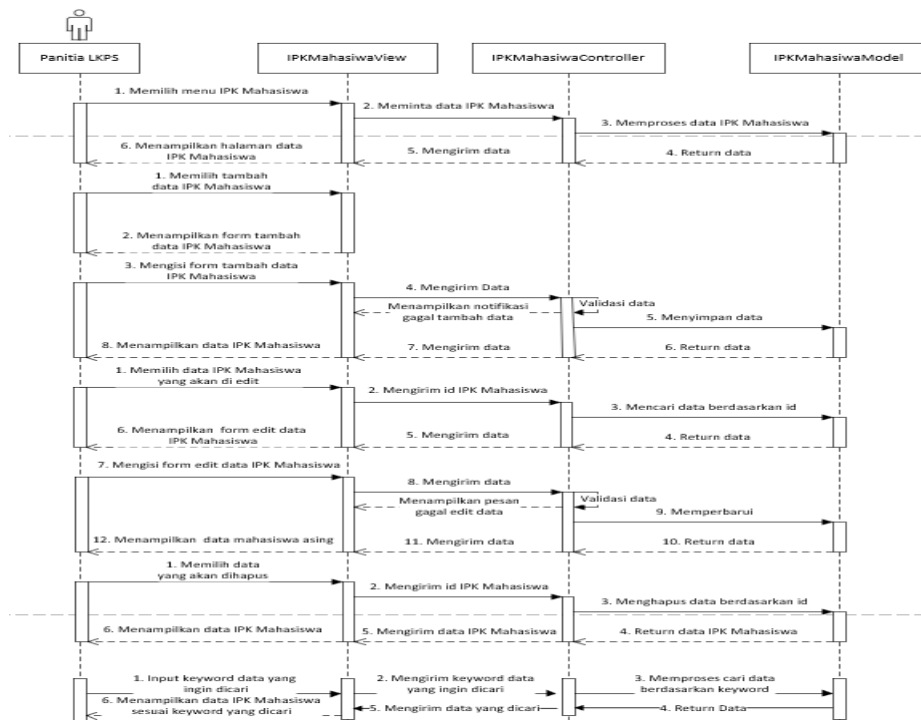 Panitia LKPS
IPKMahasiwaView
IPKMahasiwaController
IPKMahasiwaModel
1. Memilih menu IPK Mahasiswa
2. Meminta data IPK Mahasiswa
3. Memproses data IPK Mahasiswa
4. Return data
5. Mengirim data
6. Menampilkan halaman data
IPK Mahasiswa
1. Memilih tambah
data IPK Mahasiswa
2. Menampilkan form tambah
data IPK Mahasiswa
3. Mengisi form tambah data
IPK Mahasiswa
4. Mengirim Data
Validasi data
Menampilkan notifikasi
gagal tambah data
5. Menyimpan data
6. Return data
7. Mengirim data
8. Menampilkan data IPK Mahasiswa
1. Memilih data IPK Mahasiswa
yang akan di edit
2. Mengirim id IPK Mahasiswa
3. Mencari data berdasarkan id
4. Return data
5. Mengirim data
6. Menampilkan form edit data
IPK Mahasiswa
7. Mengisi form edit data IPK Mahasiswa
8. Mengirim data
Validasi data
Menampilkan pesan
gagal edit data
9. Memperbarui
10. Return data
11. Mengirim data
12. Menampilkan data mahasiswa asing
1. Memilih data
yang akan dihapus
2. Mengirim id IPK Mahasiswa
3. Menghapus data berdasarkan id
4. Return data IPK Mahasiswa
5. Mengirim data IPK Mahasiswa
6. Menampilkan data IPK Mahasiswa
1. Input keyword data yang
ingin dicari
2. Mengirim keyword data
yang ingin dicari
3. Memproses cari data
berdasarkan keyword
4. Return Data
5. Mengirim data yang dicari
6. Menampilkan data IPK Mahasiswa
sesuai keyword yang dicari